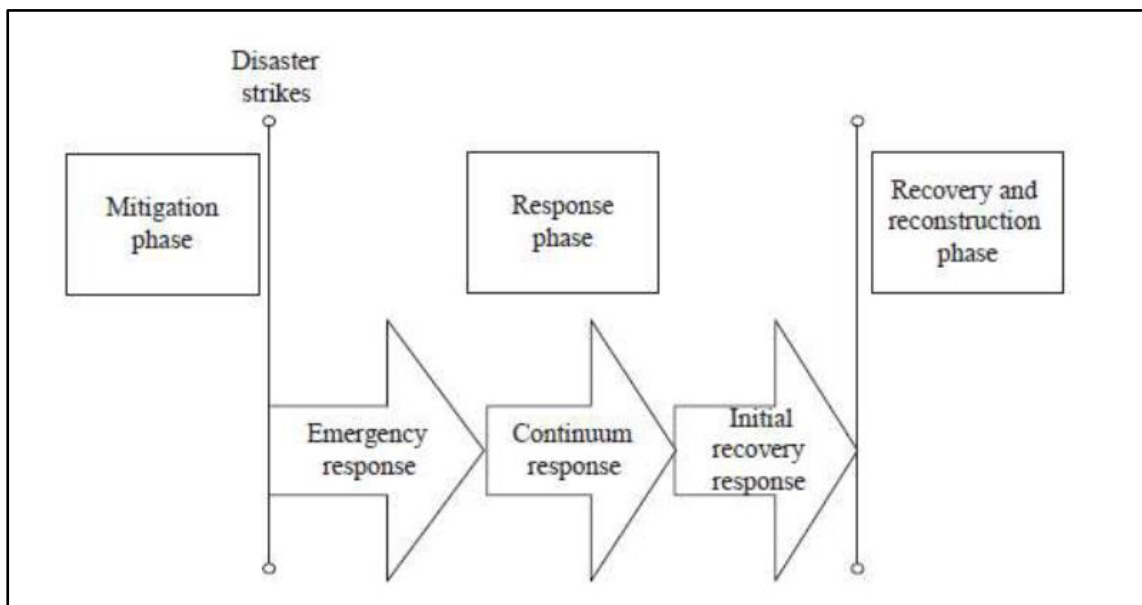 Disaster
strikes
Mitigation
phase
Response
phase
Recovery and
reconstruction
phase
Emergency
response
Continuum
response
Initial
recovery
response